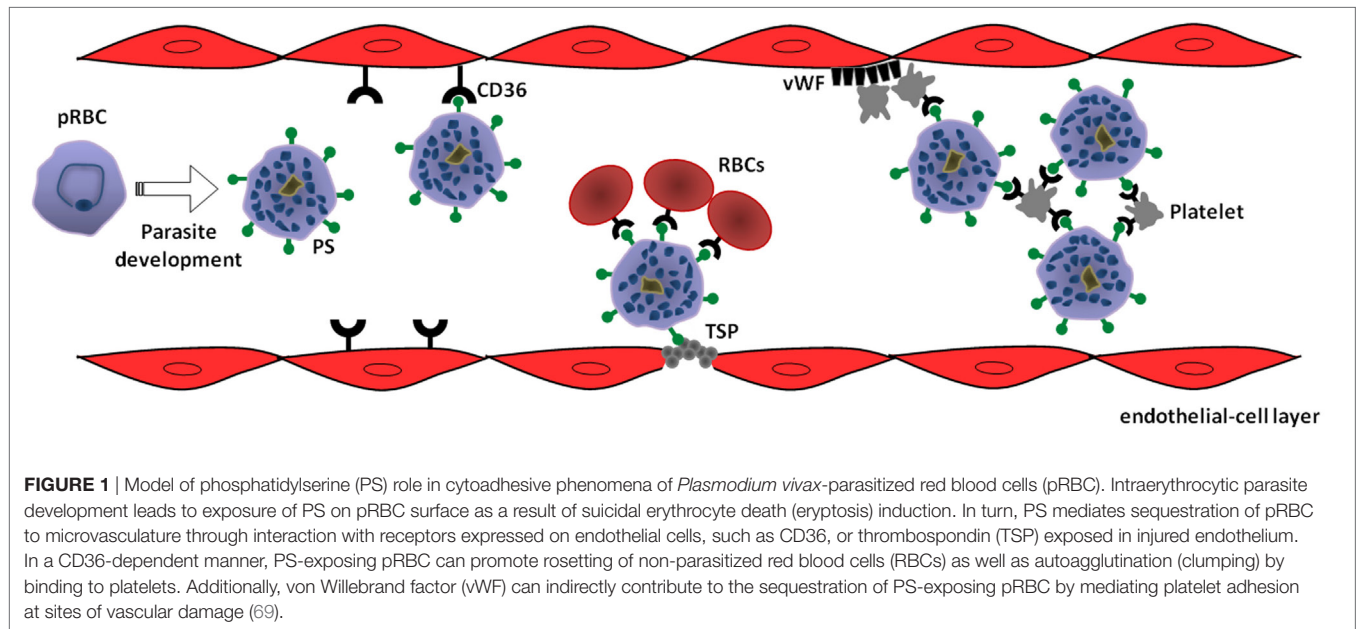 vWF
CD36
pRBC
RBCs
Platelet
Parasite
development
PS
TSP
endothelial-cell layer
FIGURE 1 | Model of phosphatidylserine (PS) role in cytoadhesive phenomena of Plasmodium vivax-parasitized red blood cells (pRBC). Intraerythrocytic parasite
development leads to exposure of PS on pRBC surface as a result of suicidal erythrocyte death (eryptosis) induction. In turn, PS mediates sequestration of pRBC
to microvasculature through interaction with receptors expressed on endothelial cells, such as CD36, or thrombospondin (TSP) exposed in injured endothelium.
In a CD36-dependent manner, PS-exposing pRBC can promote rosetting of non-parasitized red blood cells (RBCs) as well as autoagglutination (clumping) by
binding to platelets. Additionally, von Willebrand factor (vWF) can indirectly contribute to the sequestration of PS-exposing pRBC by mediating platelet adhesion
at sites of vascular damage (69).